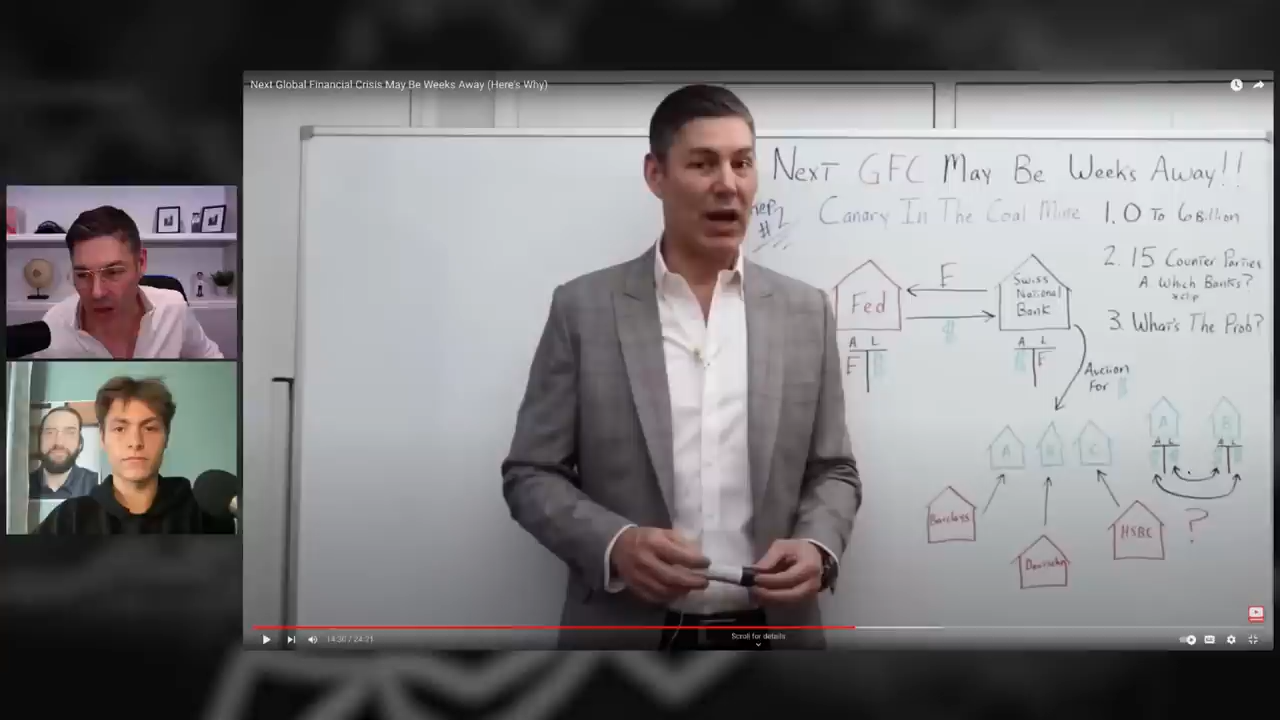 Next Global Financial Crisis May Be Weeks Away (Here's Why)
Next GFC May Be Weeks Away!!
#2
Canary In The Coal Mine
1. 0 To 6 Billion
2. 15 Counter Parties
A. Which Banks?
*clip
3. What's The Prob?
Fed
F
$
Swiss
National
Bank
A L
F
A L
F
Auction
For $
A
B
C
A
B
A L
A L
Barclays
Deutsche
HSBC
?
14:30 / 24:21
Scroll for details